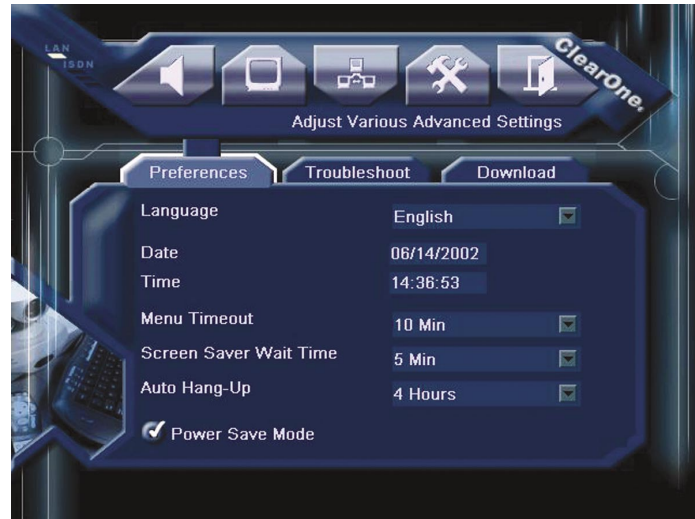 LAN
ISDN
ClearOne.
Adjust Various Advanced Settings
Preferences
Troubleshoot
Download
Language
English
Date
06/14/2002
Time
14:36:53
Menu Timeout
10 Min
Screen Saver Wait Time
5 Min
Auto Hang-Up
4 Hours
Power Save Mode